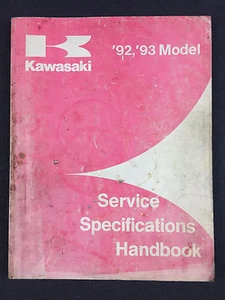 Kawasaki
'92,'93 Model
Service
Specifications
Handbook